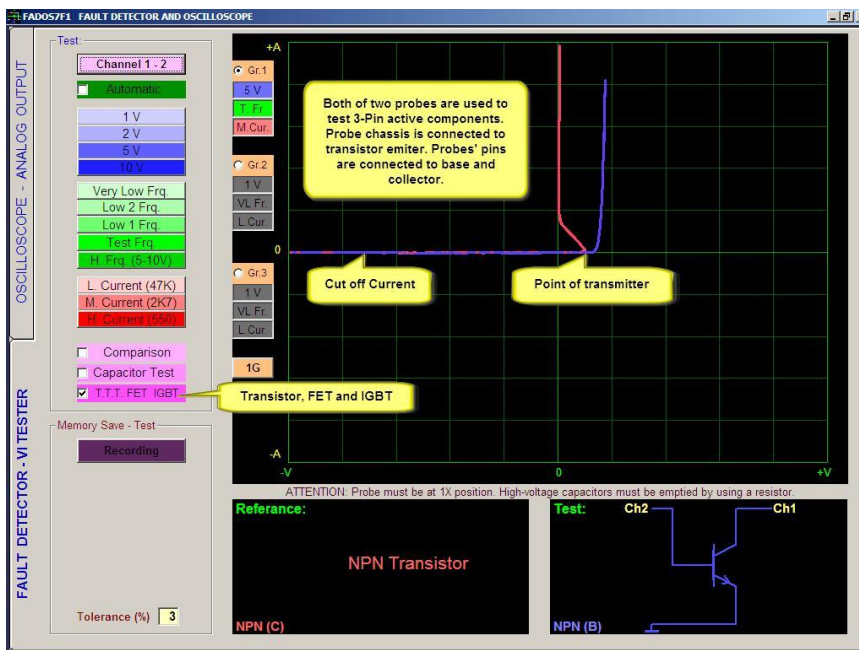 FADOS7F1 FAULT DETECTOR AND OSCILLOSCOPE
OSCILLOSCOPE - ANALOG OUTPUT
FAULT DETECTOR - VI TESTER
Test:
Channel 1 - 2
Automatic
1 V
2 V
5 V
10 V
Very Low Frq.
Low 2 Frq.
Low 1 Frq.
Test Frq.
H. Frq. (5-10V)
L. Current (47K)
M. Current (2K7)
H. Current (550)
Comparison
Capacitor Test
T.T.T. FET IGBT
Memory Save - Test
Recording
Tolerance (%) 3
Gr.1
5 V
T. Fr.
M.Cur.
Gr.2
1 V
VL Fr.
L.Cur.
Gr.3
1 V
VL Fr.
L.Cur.
1G
+A
0
-A
-V
0
+V
Both of two probes are used to
test 3-Pin active components.
Probe chassis is connected to
transistor emiter. Probes' pins
are connected to base and
collector.
Cut off Current
Point of transmitter
Transistor, FET and IGBT
ATTENTION: Probe must be at 1X position. High-voltage capacitors must be emptied by using a resistor.
Referance:
NPN Transistor
NPN (C)
Test:
Ch2
Ch1
NPN (B)